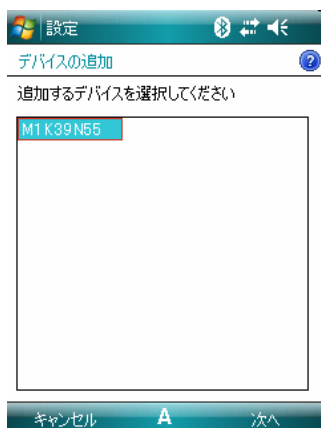 設定
デバイスの追加
追加するデバイスを選択してください
M1K39N55
キャンセル A 次へ